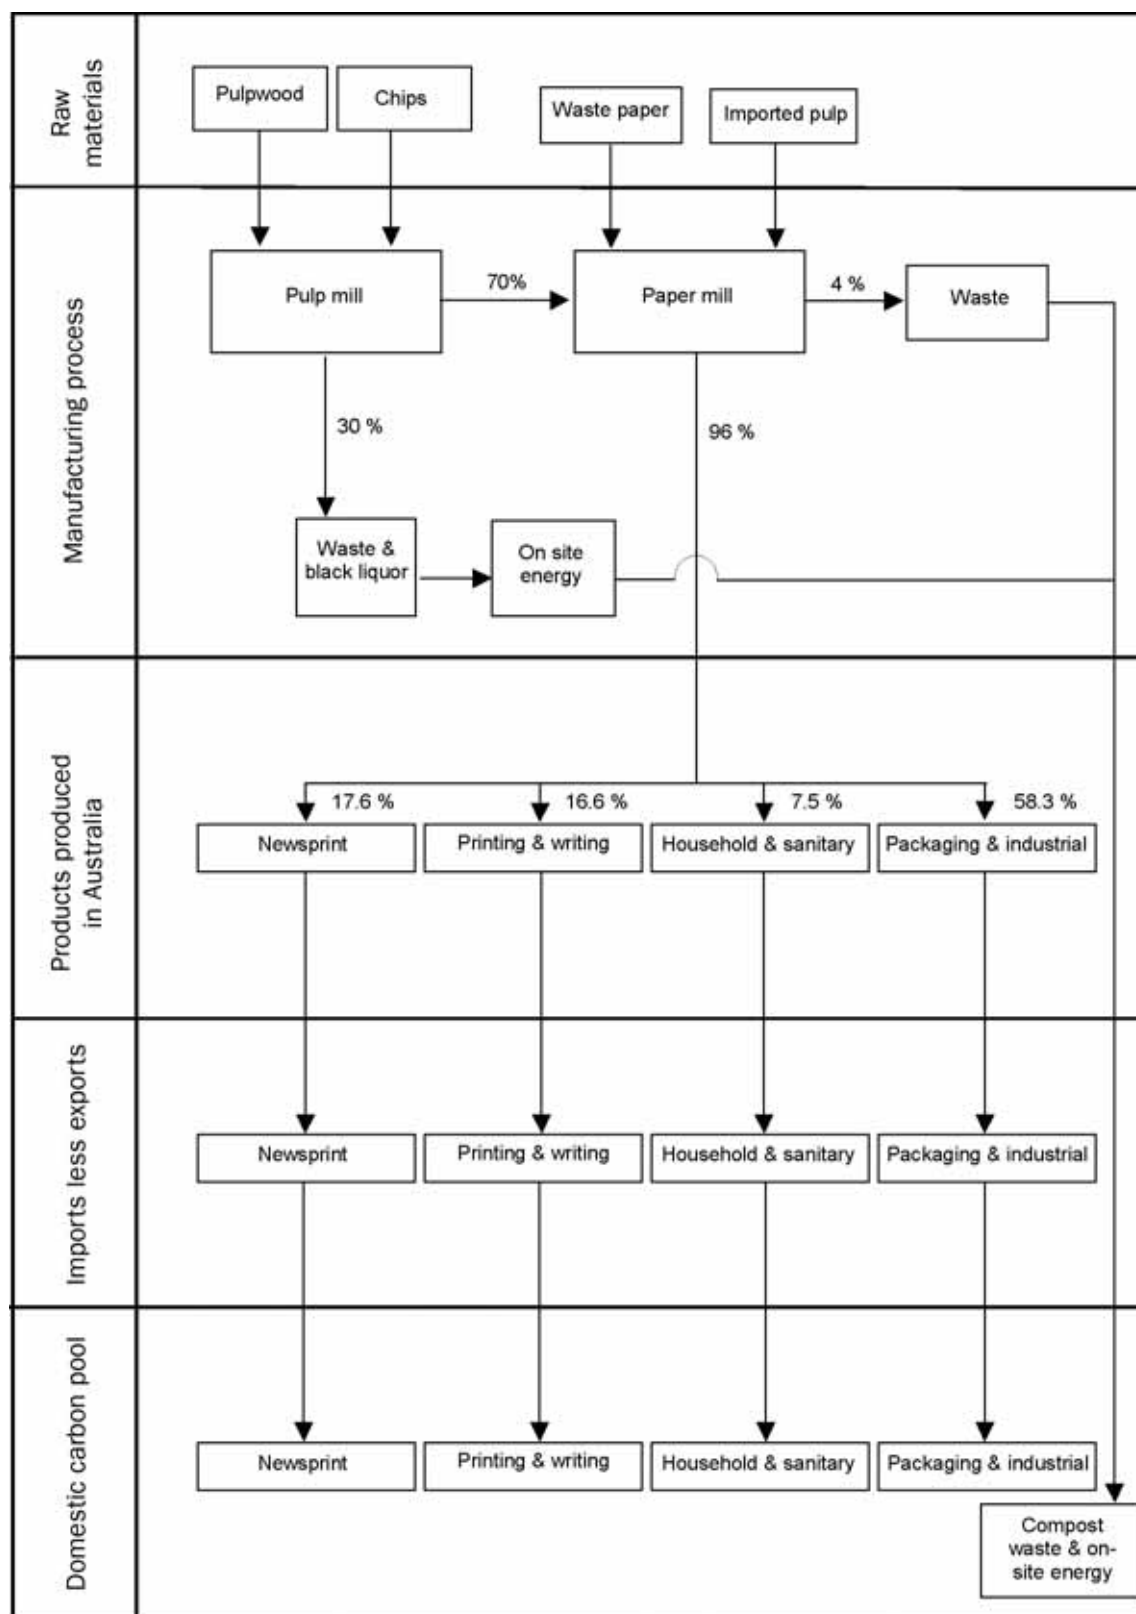 Raw
materials
Pulpwood
Chips
Waste paper
Imported pulp
Manufacturing process
Pulp mill
70%
Paper mill
4 %
Waste
30 %
96 %
Waste &
black liquor
On site
energy
Products produced
in Australia
17.6 %
16.6 %
7.5 %
58.3 %
Newsprint
Printing & writing
Household & sanitary
Packaging & industrial
Imports less exports
Newsprint
Printing & writing
Household & sanitary
Packaging & industrial
Domestic carbon pool
Newsprint
Printing & writing
Household & sanitary
Packaging & industrial
Compost
waste & on-
site energy